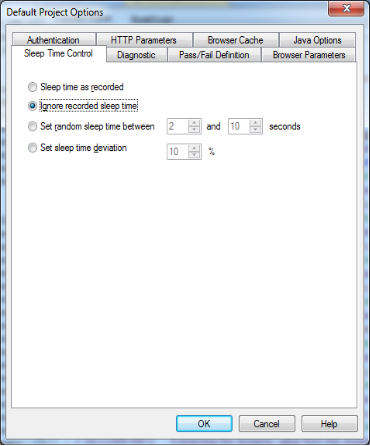 Default Project Options
Authentication HTTP Parameters Browser Cache Java Options
Sleep Time Control Diagnostic Pass/Fail Definition Browser Parameters
Sleep time as recorded
Ignore recorded sleep time
Set random sleep time between 2 and 10 seconds
Set sleep time deviation 10 %
OK Cancel Help